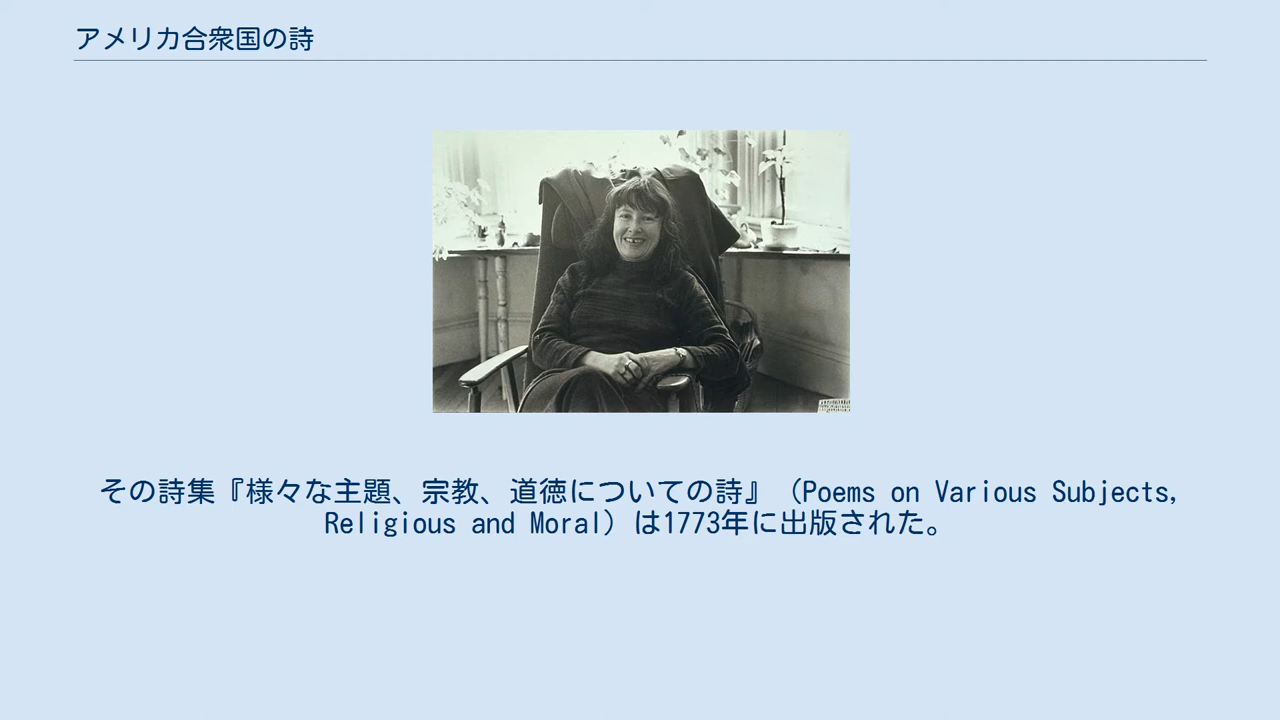 アメリカ合衆国の詩
その詩集『様々な主題、宗教、道徳についての詩』（Poems on Various Subjects,
Religious and Moral）は1773年に出版された。